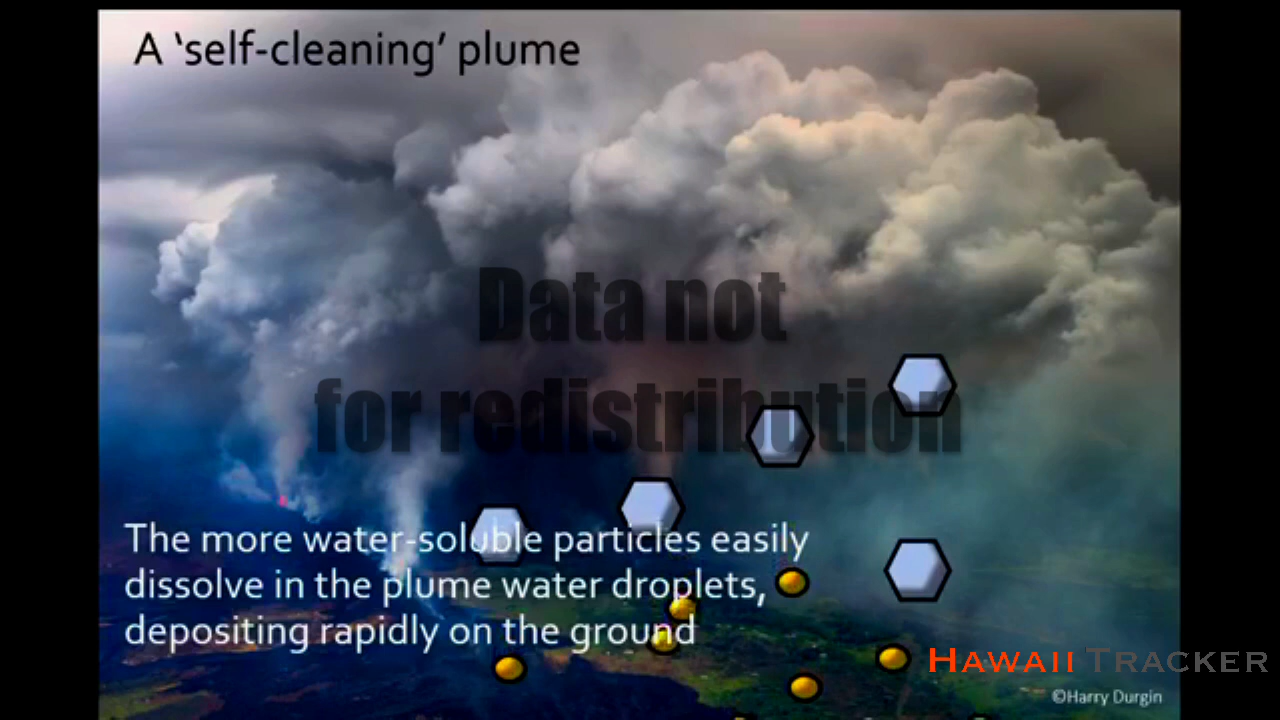 A ‘self-cleaning’ plume
Data not
for redistribution
The more water-soluble particles easily
dissolve in the plume water droplets,
depositing rapidly on the ground
HAWAII TRACKER
©Harry Durgin